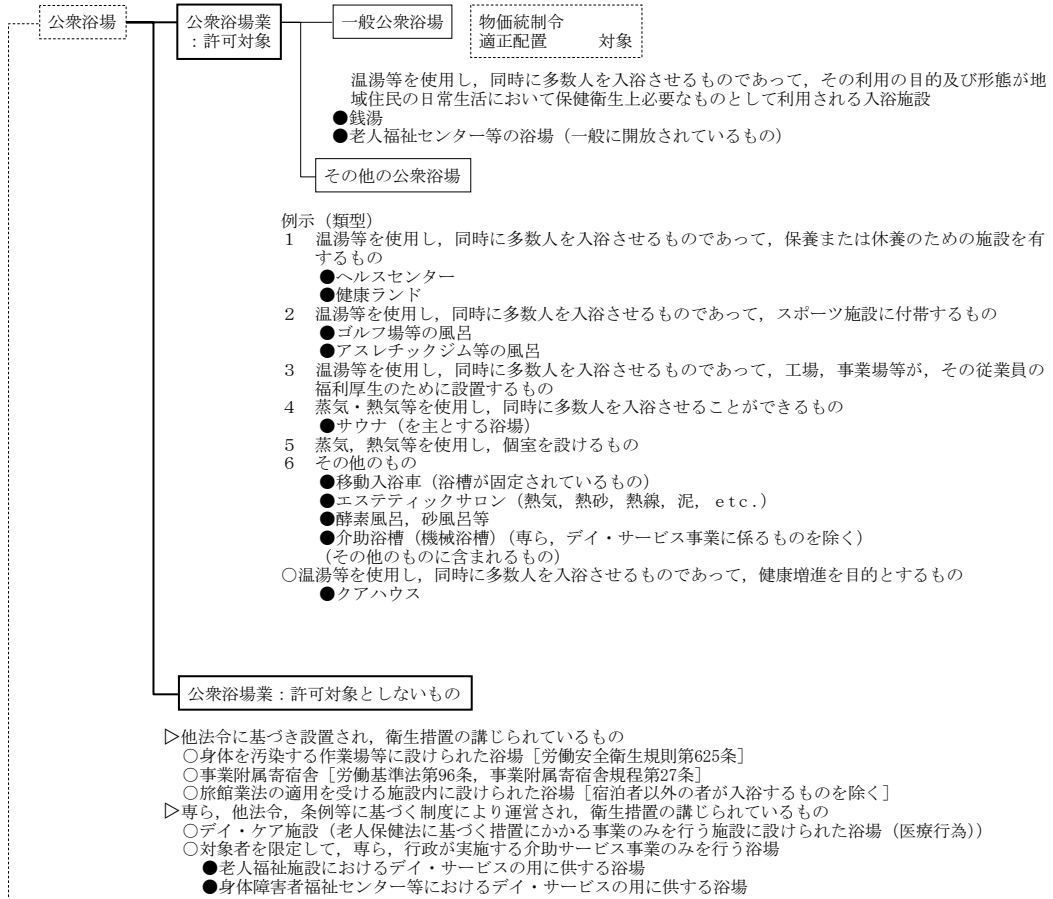 公衆浴場
公衆浴場業
：許可対象
一般公衆浴場
物価統制令
適正配置　　　対象
温湯等を使用し，同時に多数人を入浴させるものであって，その利用の目的及び形態が地
域住民の日常生活において保健衛生上必要なものとして利用される入浴施設
●銭湯
●老人福祉センター等の浴場（一般に開放されているもの）
その他の公衆浴場
例示（類型）
１　温湯等を使用し，同時に多数人を入浴させるものであって，保養または休養のための施設を有
するもの
●ヘルスセンター
●健康ランド
２　温湯等を使用し，同時に多数人を入浴させるものであって，スポーツ施設に付帯するもの
●ゴルフ場等の風呂
●アスレチックジム等の風呂
３　温湯等を使用し，同時に多数人を入浴させるものであって，工場，事業場等が，その従業員の
福利厚生のために設置するもの
４　蒸気・熱気等を使用し，同時に多数人を入浴させることができるもの
●サウナ（を主とする浴場）
５　蒸気，熱気等を使用し，個室を設けるもの
６　その他のもの
●移動入浴車（浴槽が固定されているもの）
●エステティックサロン（熱気，熱砂，熱線，泥，ｅｔｃ.）
●酵素風呂，砂風呂等
●介助浴槽（機械浴槽）（専ら，デイ・サービス事業に係るものを除く）
（その他のものに含まれるもの）
○温湯等を使用し，同時に多数人を入浴させるものであって，健康増進を目的とするもの
●クアハウス
公衆浴場業：許可対象としないもの
▷他法令に基づき設置され，衛生措置の講じられているもの
○身体を汚染する作業場等に設けられた浴場［労働安全衛生規則第625条］
○事業附属寄宿舎［労働基準法第96条，事業附属寄宿舎規程第27条］
○旅館業法の適用を受ける施設内に設けられた浴場［宿泊者以外の者が入浴するものを除く］
▷専ら，他法令，条例等に基づく制度により運営され，衛生措置の講じられているもの
○デイ・ケア施設（老人保健法に基づく措置にかかる事業のみを行う施設に設けられた浴場（医療行為））
○対象者を限定して，専ら，行政が実施する介助サービス事業のみを行う浴場
●老人福祉施設におけるデイ・サービスの用に供する浴場
●身体障害者福祉センター等におけるデイ・サービスの用に供する浴場